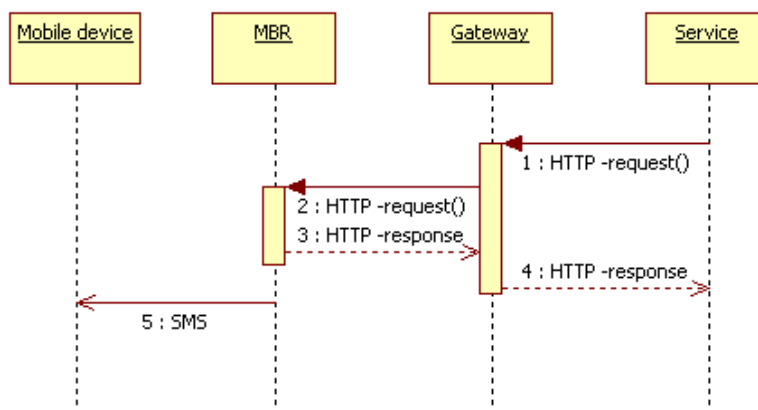 Mobile device
MBR
Gateway
Service
1 : HTTP -request()
2 : HTTP -request()
3 : HTTP -response
4 : HTTP -response
5 : SMS